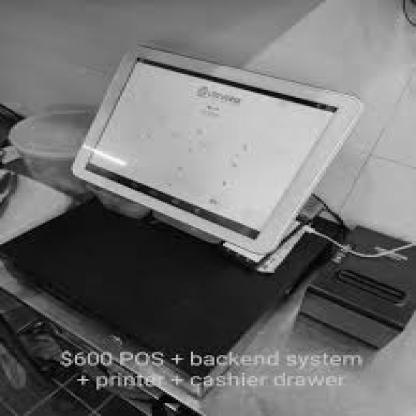 $600 POS + backend system
+ printer + cashier drawer